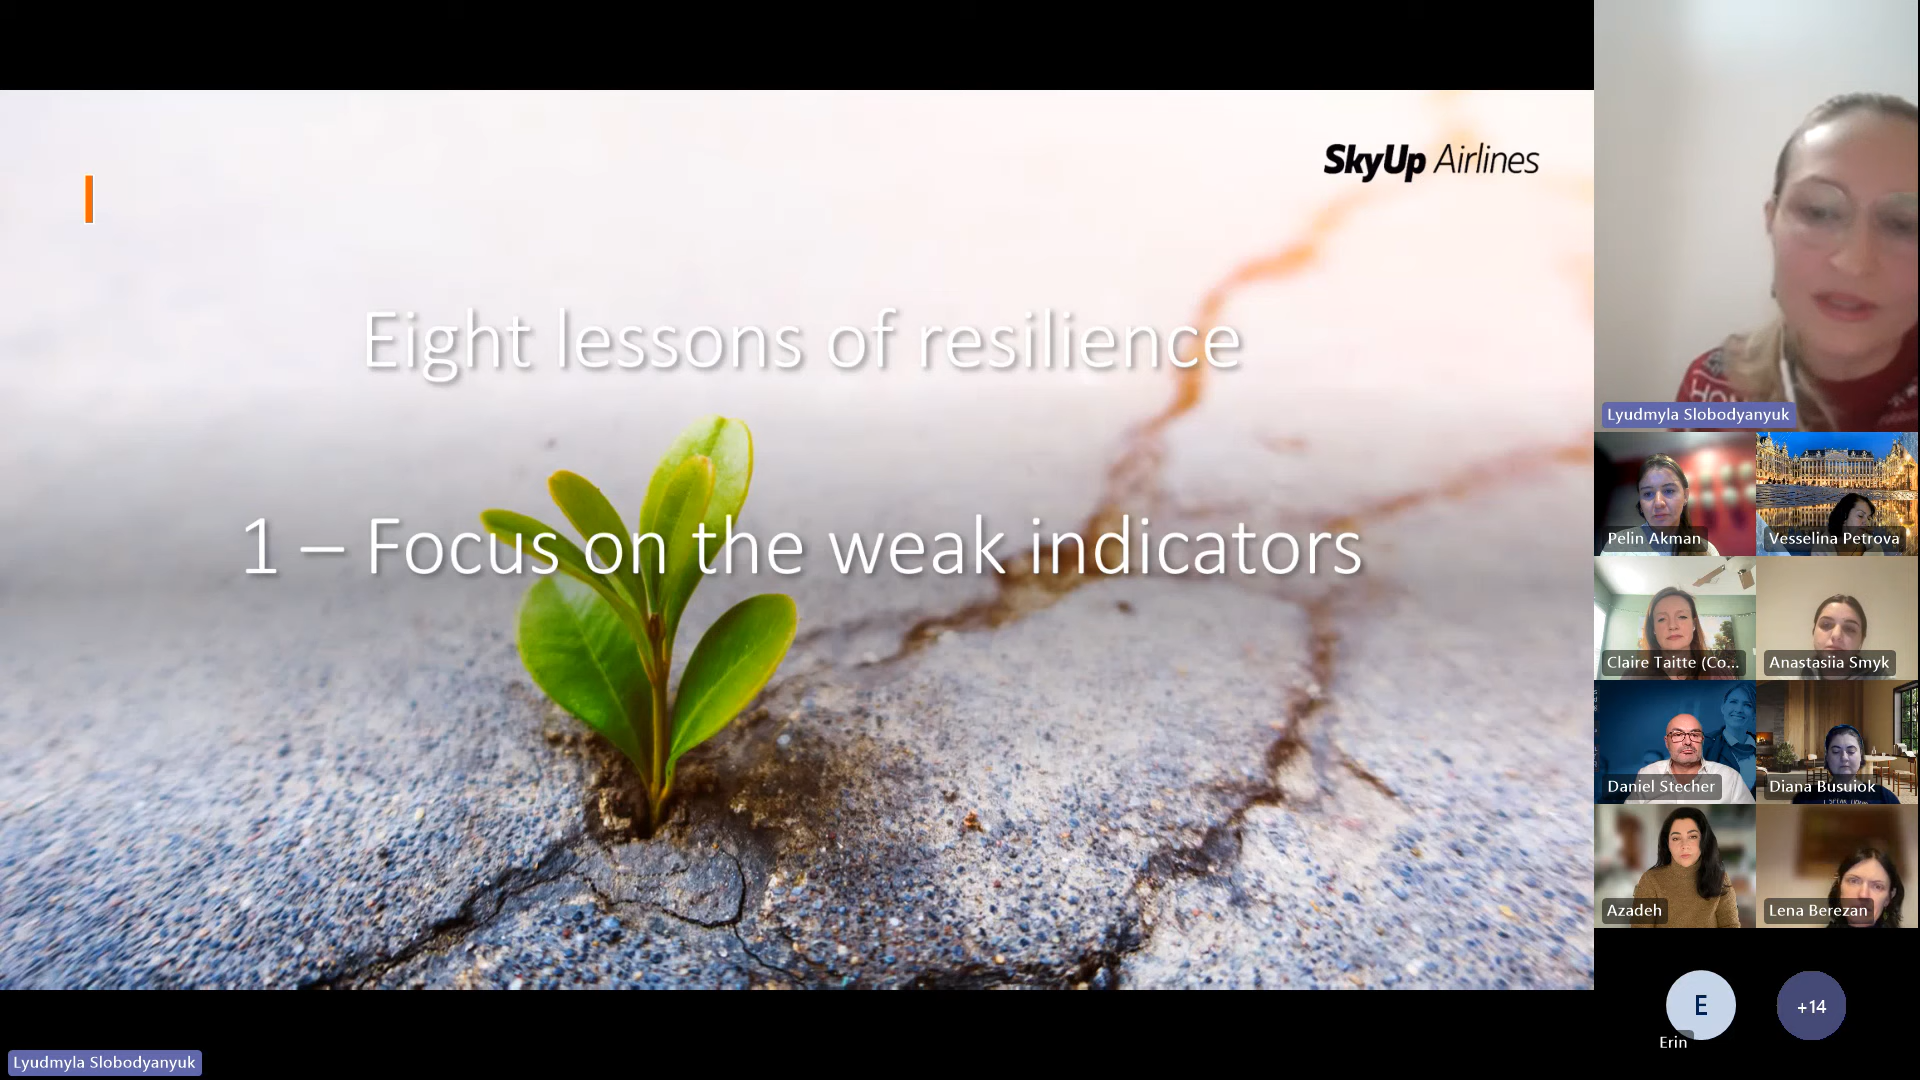 SkyUp Airlines
Eight lessons of resilience
1 – Focus on the weak indicators
Lyudmyla Slobodyanyuk
Pelin Akman
Vesselina Petrova
Claire Taitte (Co...
Anastasiia Smyk
Daniel Stecher
Diana Busuiok
Azadeh
Lena Berezan
E
Erin
+14
Lyudmyla Slobodyanyuk